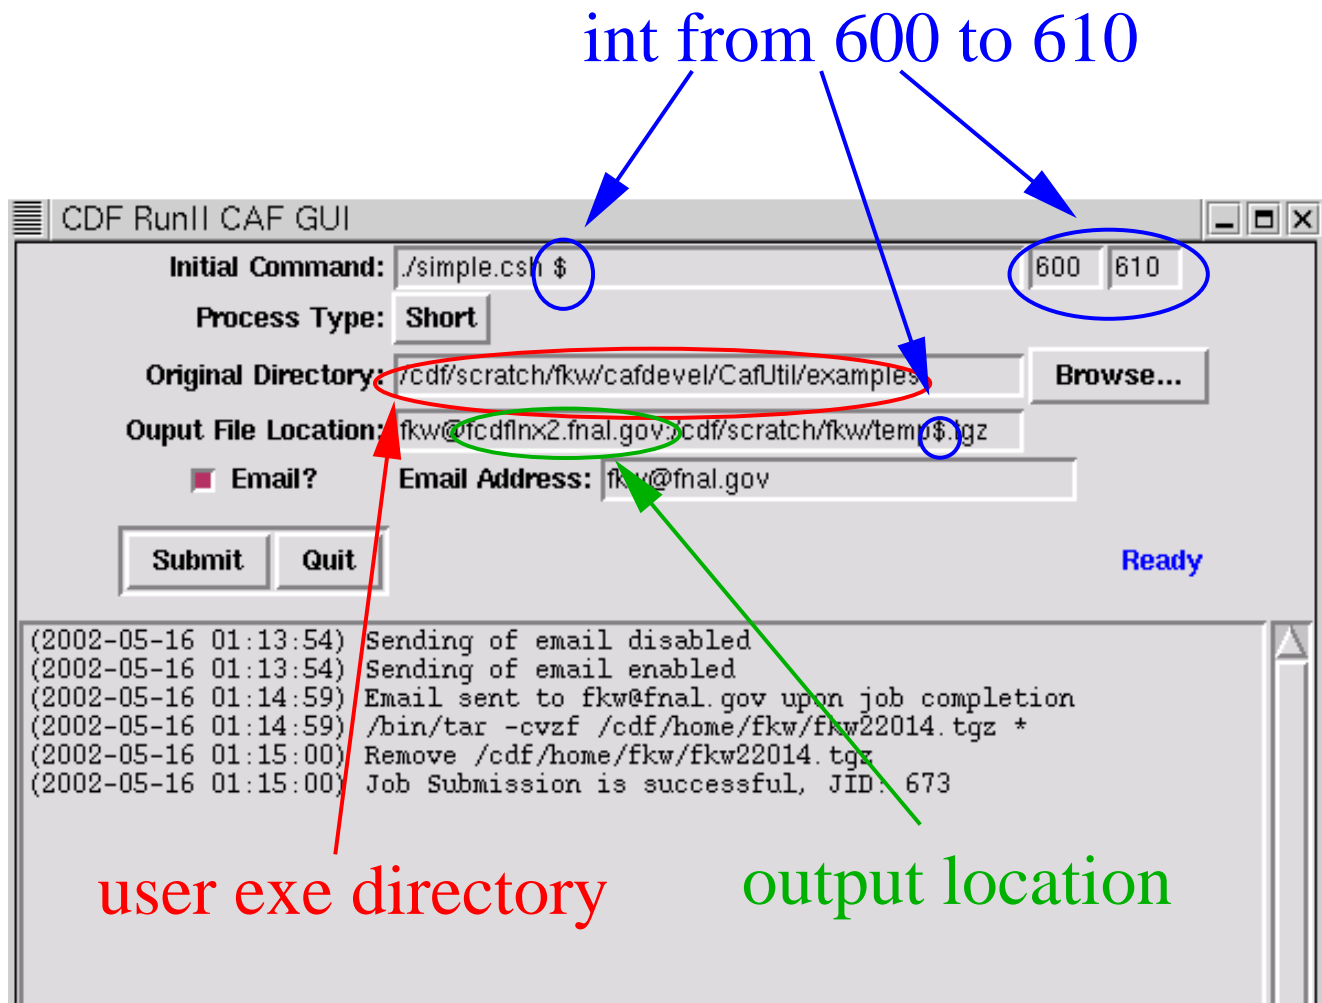 int from 600 to 610
CDF RunII CAF GUI
Initial Command: ./simple.csh $ 600 610
Process Type: Short
Original Directory: /cdf/scratch/fkw/cafdevel/CafUtil/examples Browse...
Ouput File Location: fkw@fcdflnx2.fnal.gov:/cdf/scratch/fkw/temp$.tgz
Email? Email Address: fkw@fnal.gov
Submit Quit Ready
(2002-05-16 01:13:54) Sending of email disabled
(2002-05-16 01:13:54) Sending of email enabled
(2002-05-16 01:14:59) Email sent to fkw@fnal.gov upon job completion
(2002-05-16 01:14:59) /bin/tar -cvzf /cdf/home/fkw/fkw22014.tgz *
(2002-05-16 01:15:00) Remove /cdf/home/fkw/fkw22014.tgz
(2002-05-16 01:15:00) Job Submission is successful, JID: 673
user exe directory
output location